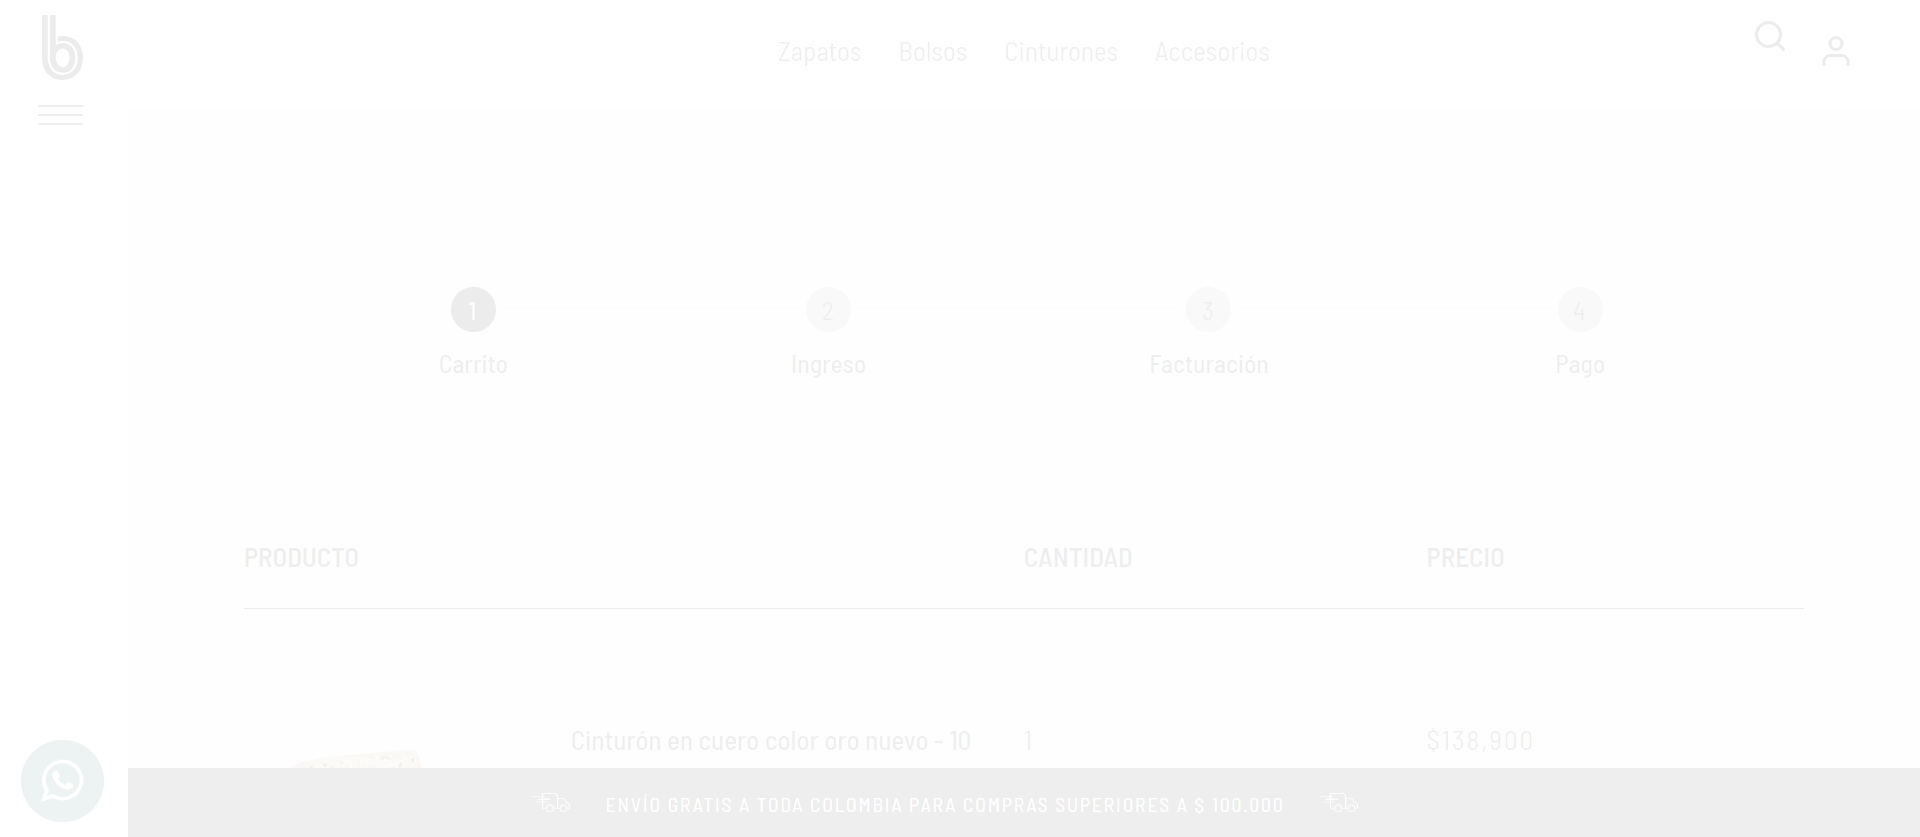 b
Zapatos Bolsos Cinturones Accesorios
1 2 3 4
Carrito Ingreso Facturación Pago
PRODUCTO CANTIDAD PRECIO
Cinturón en cuero color oro nuevo - 10 1 $138,900
ENVÍO GRATIS A TODA COLOMBIA PARA COMPRAS SUPERIORES A $ 100.000